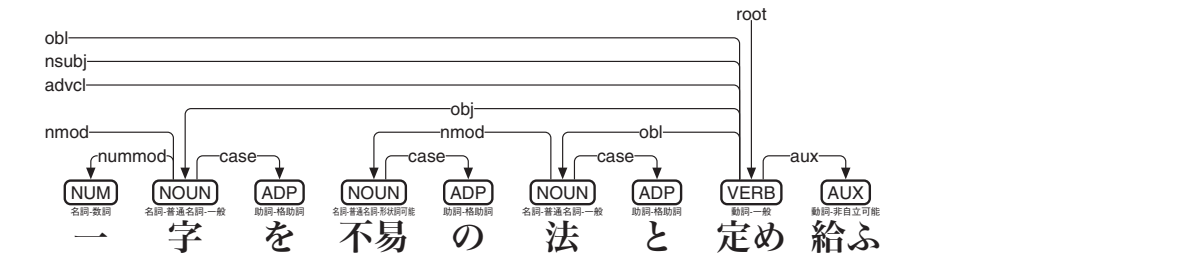 root
obl
nsubj
advcl
obj
nmod nmod obl
nummod case case case aux
NUM NOUN ADP NOUN ADP NOUN ADP VERB AUX
名詞-数詞 名詞-普通名詞-一般 助詞-格助詞 名詞-普通名詞-形状詞可能 助詞-格助詞 名詞-普通名詞-一般 助詞-格助詞 動詞-一般 動詞-非自立可能
一 字 を 不易 の 法 と 定め 給ふ